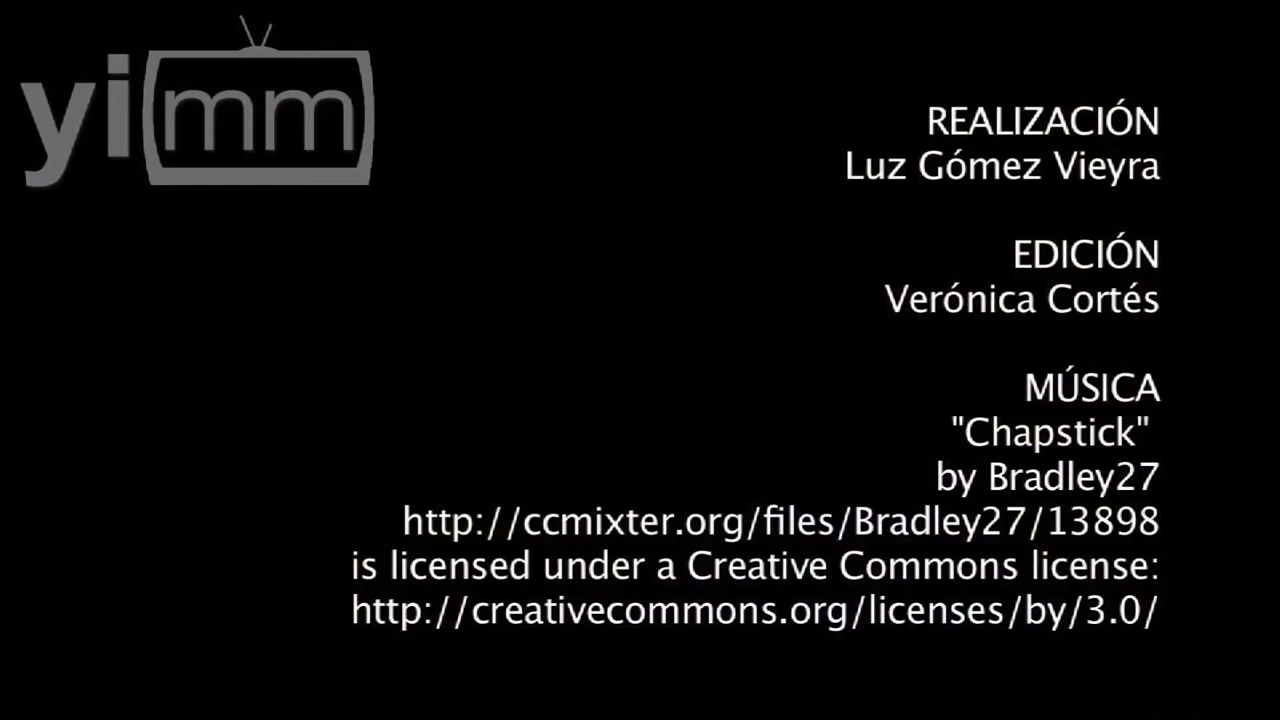 yimm
REALIZACIÓN
Luz Gómez Vieyra
EDICIÓN
Verónica Cortés
MÚSICA
"Chapstick"
by Bradley27
http://ccmixter.org/files/Bradley27/13898
is licensed under a Creative Commons license:
http://creativecommons.org/licenses/by/3.0/